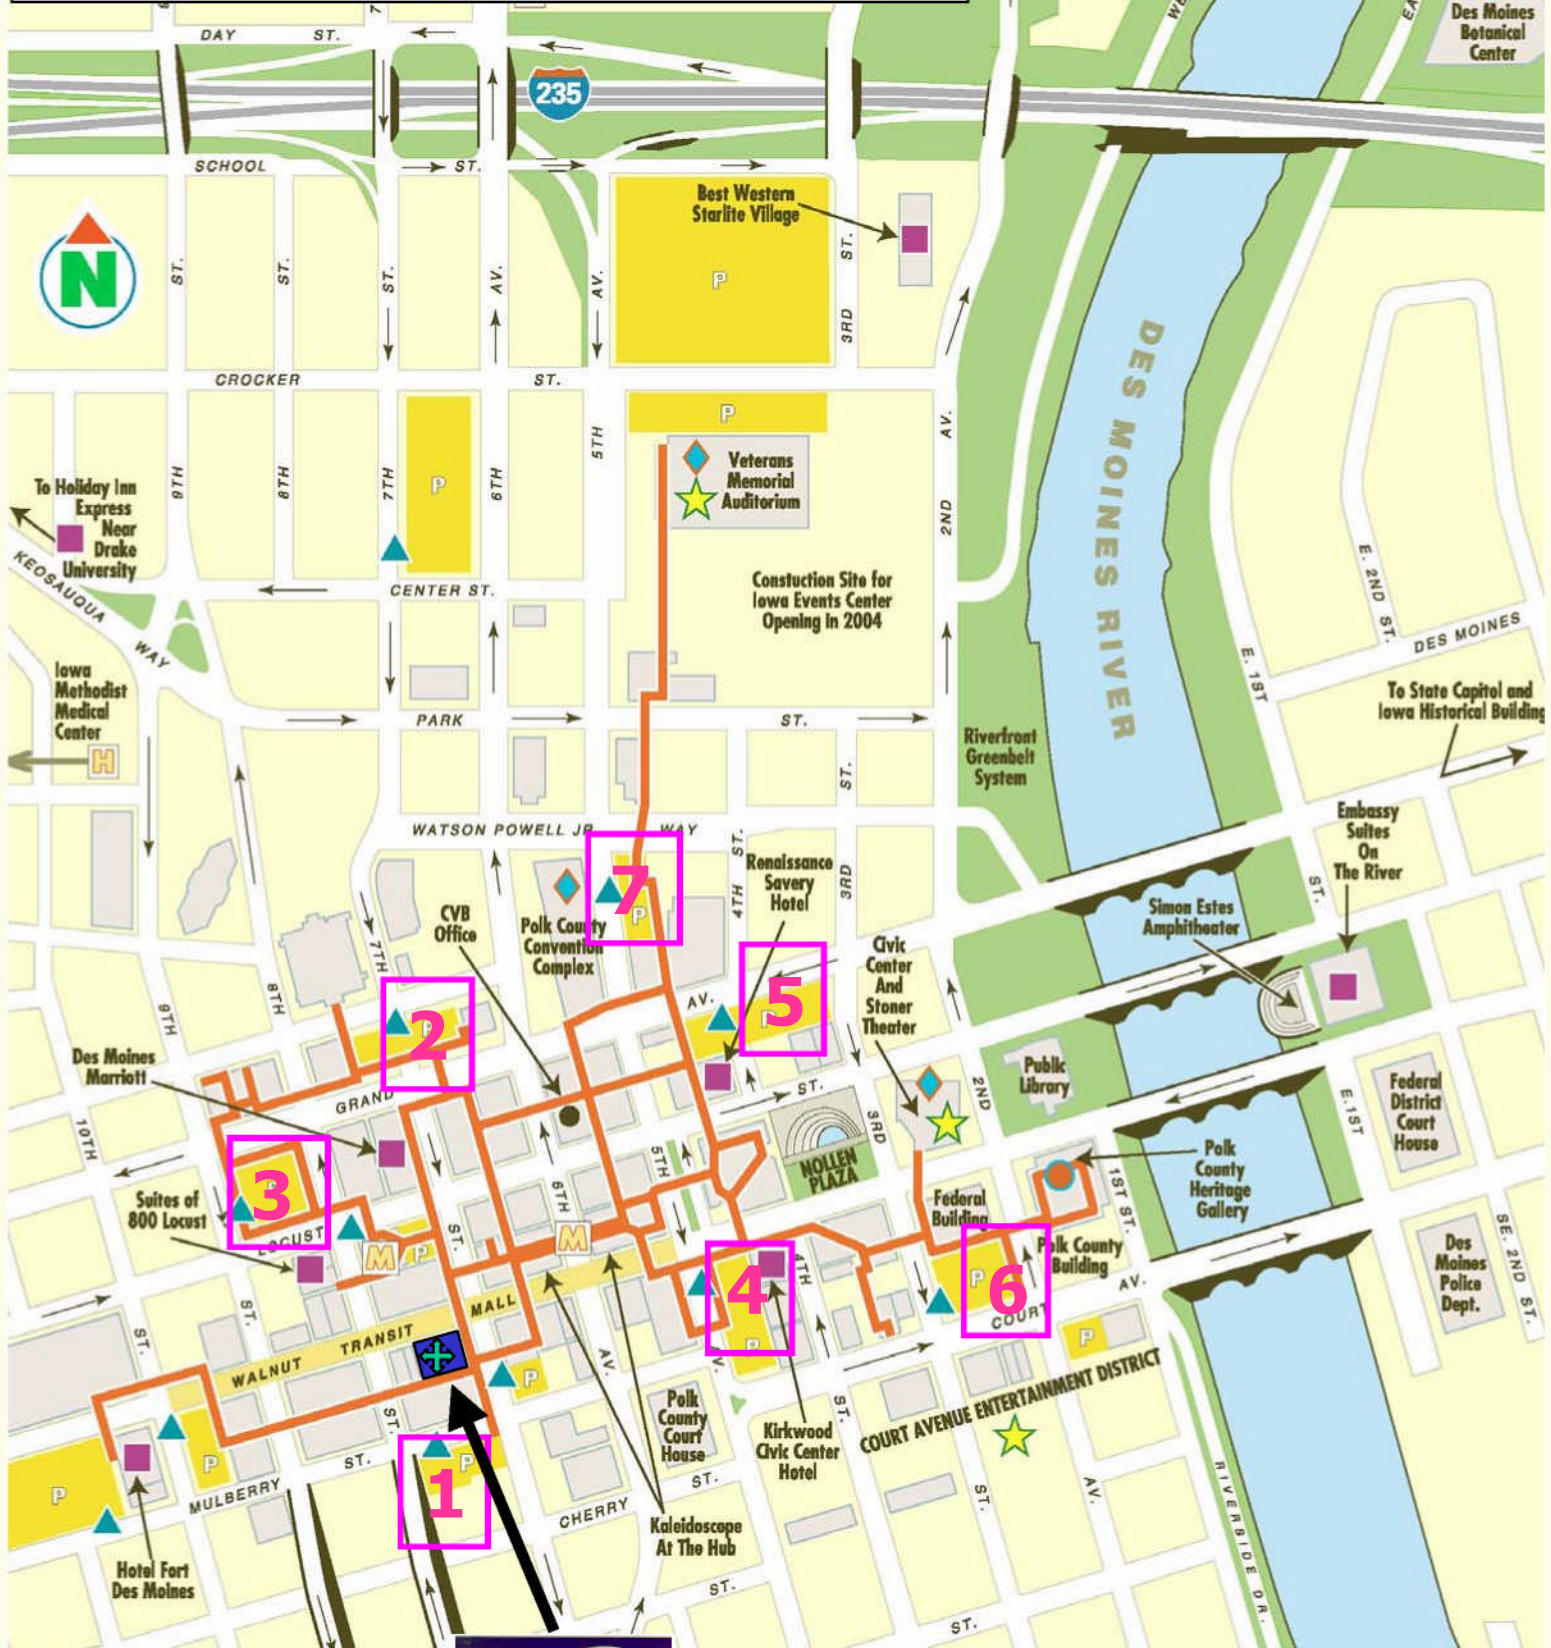 DAY ST.
7
235
WE
EA
Des Moines
Botanical
Center
SCHOOL ST.
Best Western
Starlite Village
N
ST.
ST.
ST.
AV.
AV.
P
ST.
3RD
CROCKER ST.
P
DES MOINES RIVER
9TH
8TH
7TH
P
6TH
5TH
AV.
2ND
To Holiday Inn
Express
Near
Drake
University
Veterans
Memorial
Auditorium
KEOSAUQUA WAY
CENTER ST.
Constuction Site for
Iowa Events Center
Opening In 2004
E. 2ND ST.
DES MOINES
E. 1ST
Iowa
Methodist
Medical
Center
H
PARK ST.
To State Capitol and
Iowa Historical Building
Riverfront
Greenbelt
System
ST.
WATSON POWELL JR. WAY
Embassy
Suites
On
The River
7
P
4TH ST.
3RD
Renaissance
Savery
Hotel
ST.
Simon Estes
Amphitheater
CVB
Office
Polk County
Convention
Complex
7TH
Civic
Center
And
Stoner
Theater
8TH
9TH
AV.
5
P
2
P
Des Moines
Marriott
GRAND
ST.
2ND
Public
Library
E.1ST
Federal
District
Court
House
10TH
3RD
NOLLEN
PLAZA
5TH
Polk
County
Heritage
Gallery
3
P
Suites of
800 Locust
LOCUST
6TH
Federal
Building
1ST ST.
Polk County
Building
SE. 2ND ST.
Des
Moines
Police
Dept.
M
M
P
ST.
4
P
4TH
6
P
COURT AV.
P
ST.
ST.
WALNUT TRANSIT MALL
AV.
AV.
P
COURT AVENUE ENTERTAINMENT DISTRICT
Polk
County
Court
House
Kirkwood
Civic Center
Hotel
ST.
ST.
P
P
1
P
MULBERRY ST.
CHERRY ST.
ST.
AV.
RIVERSIDE DR.
Kaleidoscope
At The Hub
Hotel Fort
Des Moines
ST.
ST.